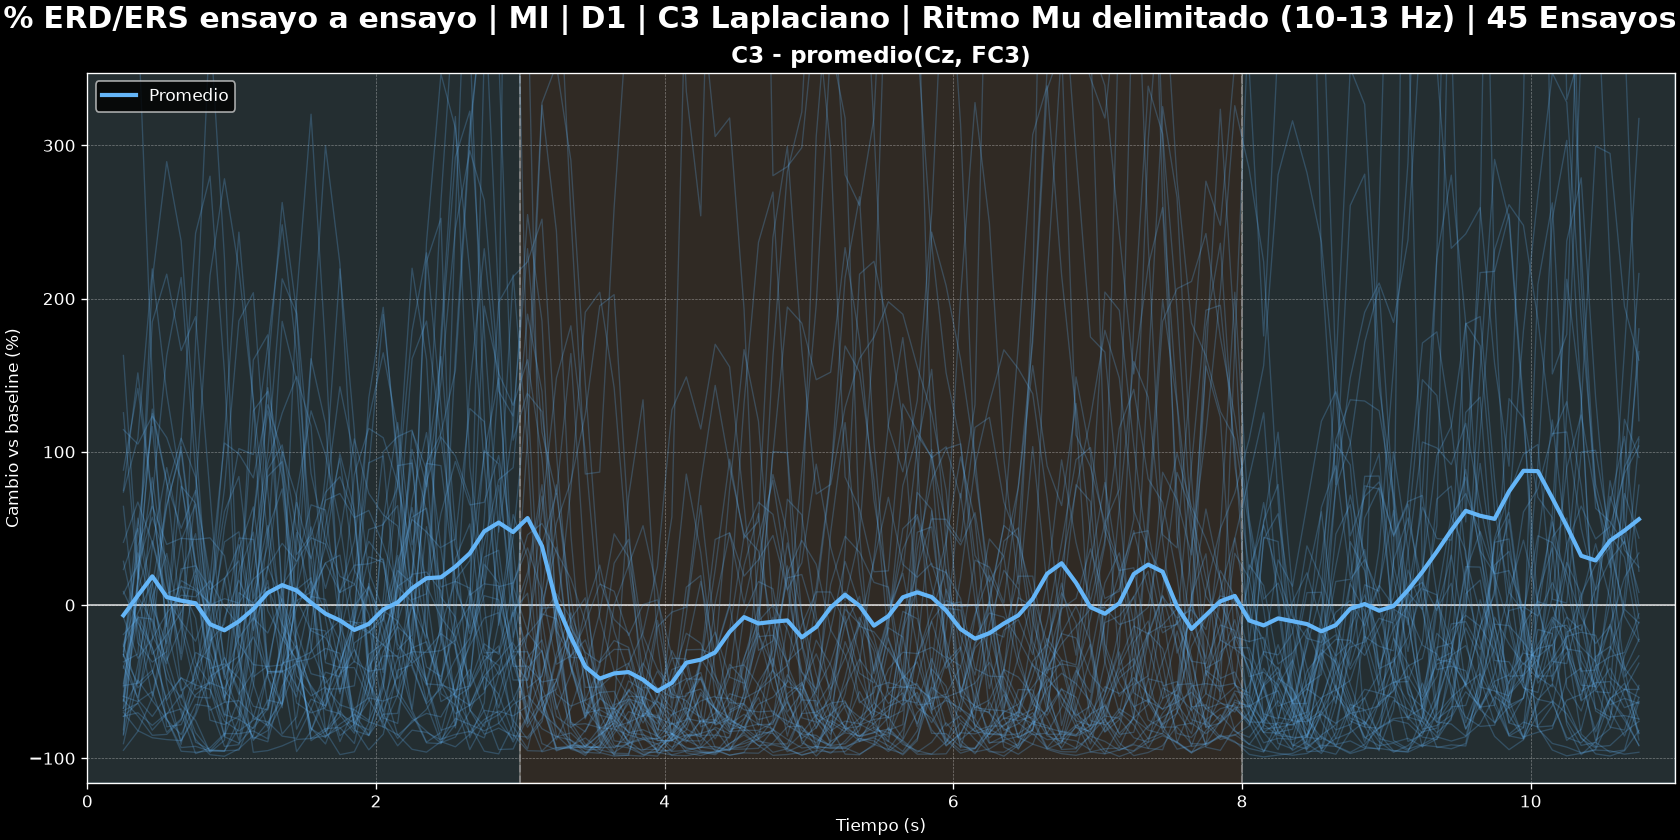 % ERD/ERS ensayo a ensayo | MI | D1 | C3 Laplaciano | Ritmo Mu delimitado (10-13 Hz) | 45 Ensayos
C3 - promedio(Cz, FC3)
Promedio
300
200
100
0
−100
Cambio vs baseline (%)
0 2 4 6 8 10
Tiempo (s)